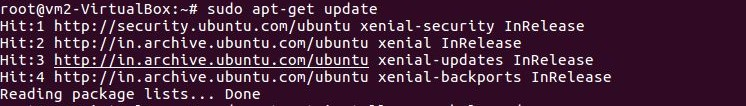 root@vm2-VirtualBox:~# sudo apt-get update
Hit:1 http://security.ubuntu.com/ubuntu xenial-security InRelease
Hit:2 http://in.archive.ubuntu.com/ubuntu xenial InRelease
Hit:3 http://in.archive.ubuntu.com/ubuntu xenial-updates InRelease
Hit:4 http://in.archive.ubuntu.com/ubuntu xenial-backports InRelease
Reading package lists... Done